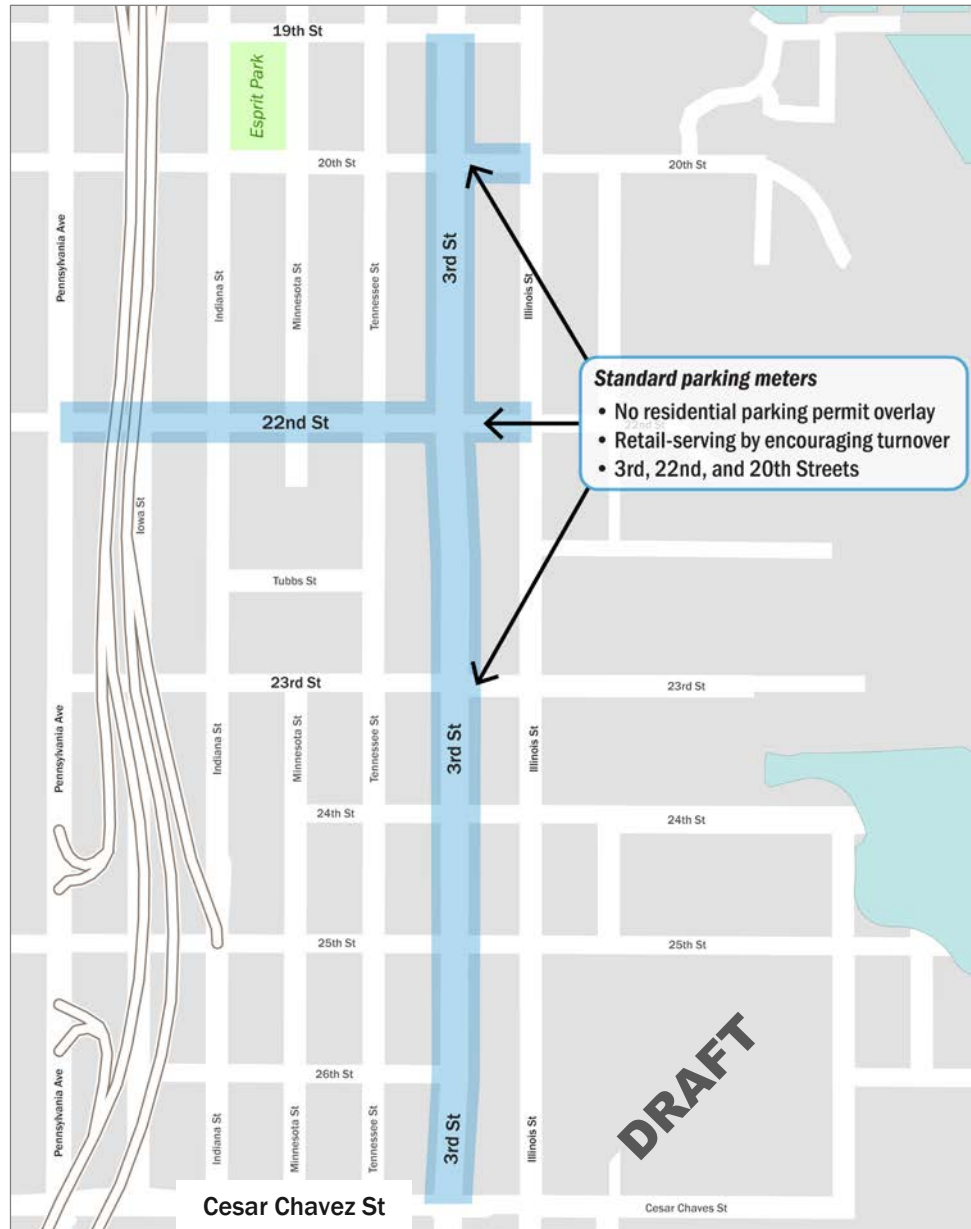 19th St
Esprit Park
20th St
20th St
Pennsylvania Ave
Indiana St
Minnesota St
Tennessee St
3rd St
Illinois St
Standard parking meters
• No residential parking permit overlay
• Retail-serving by encouraging turnover
• 3rd, 22nd, and 20th Streets
22nd St
22nd St
Iowa St
Tubbs St
23rd St
23rd St
Pennsylvania Ave
Indiana St
Minnesota St
Tennessee St
3rd St
Illinois St
24th St
24th St
25th St
25th St
DRAFT
26th St
Pennsylvania Ave
Indiana St
Minnesota St
Tennessee St
3rd St
Illinois St
Cesar Chavez St
Cesar Chaves St